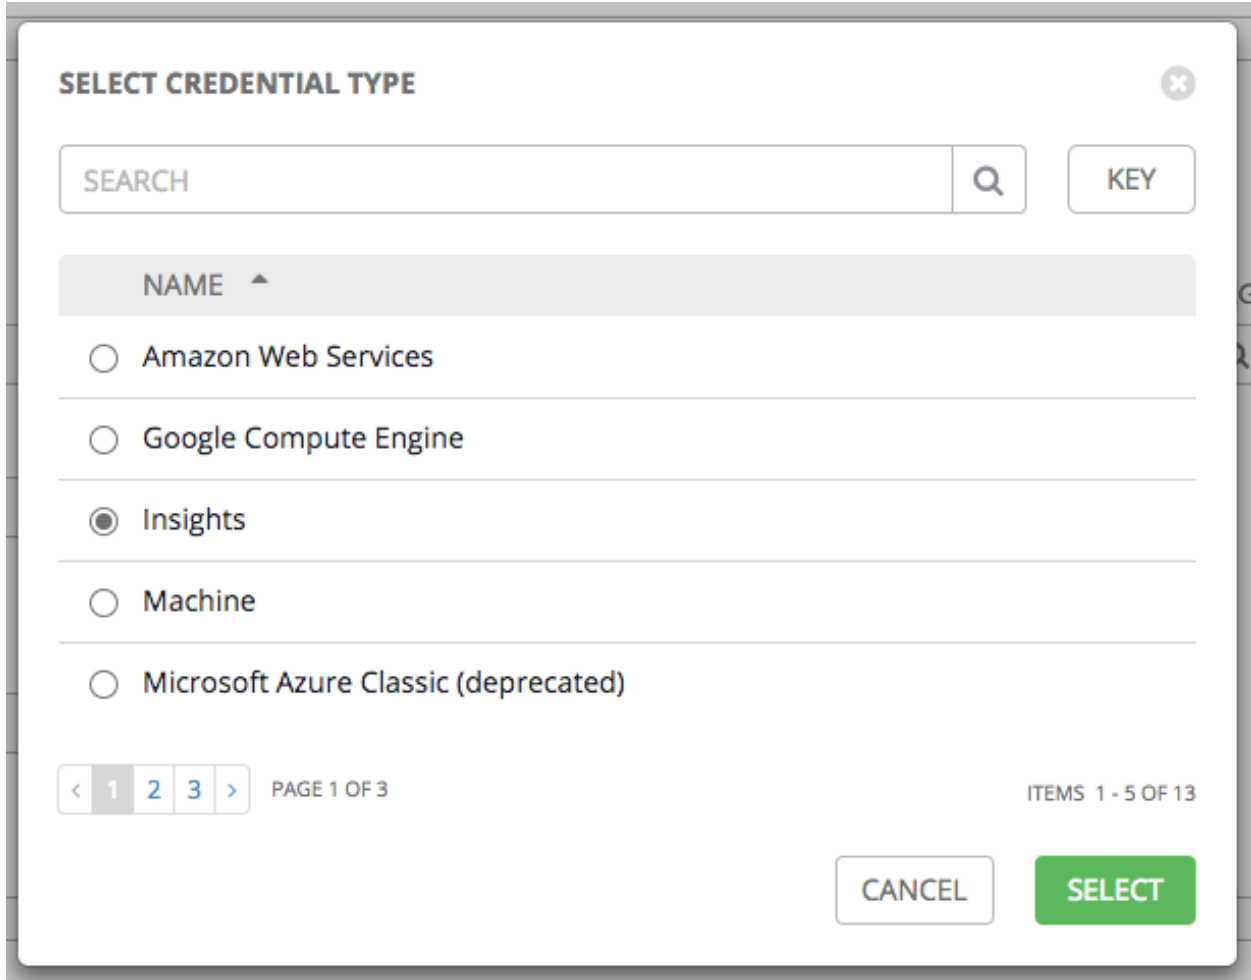 SELECT CREDENTIAL TYPE
SEARCH
KEY
NAME
Amazon Web Services
Google Compute Engine
Insights
Machine
Microsoft Azure Classic (deprecated)
< 1 2 3 > PAGE 1 OF 3 ITEMS 1 - 5 OF 13
CANCEL SELECT